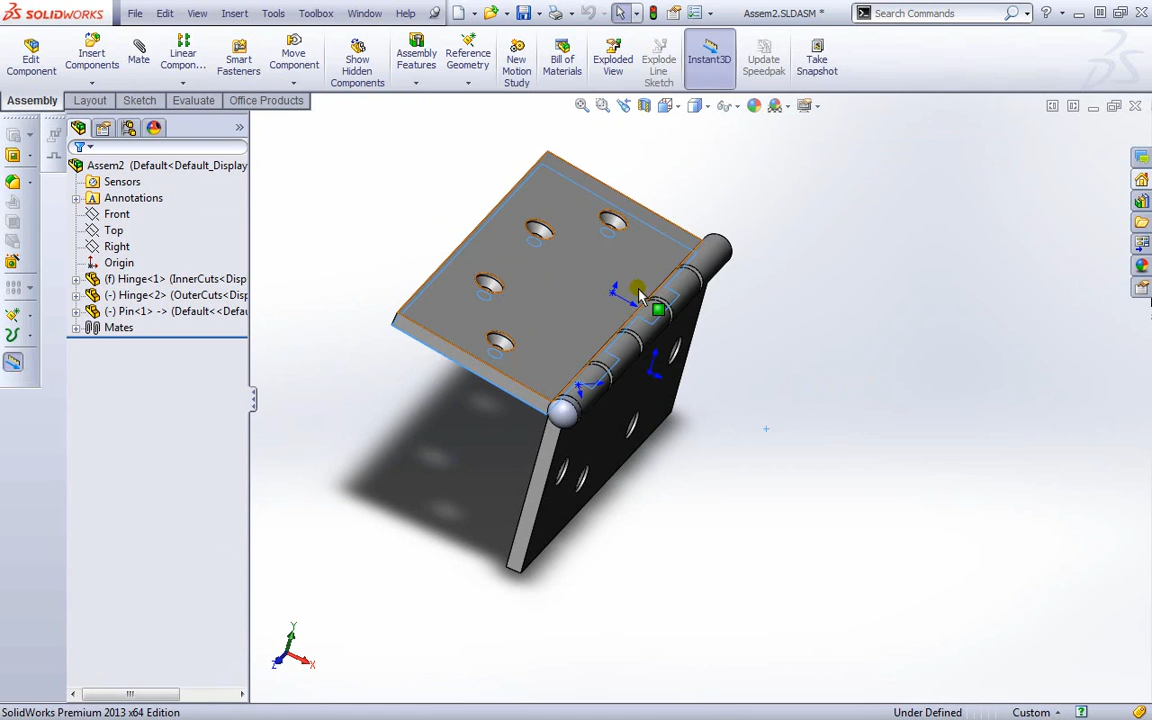 SOLIDWORKS File Edit View Insert Tools Toolbox Window Help Assem2.SLDASM * Search Commands
Edit Component Insert Components Mate Linear Compon... Smart Fasteners Move Component Show Hidden Components Assembly Features Reference Geometry New Motion Study Bill of Materials Exploded View Explode Line Sketch Instant3D Update Speedpak Take Snapshot
Assembly Layout Sketch Evaluate Office Products
Assem2 (Default<Default_Display
Sensors
Annotations
Front
Top
Right
Origin
(f) Hinge<1> (InnerCuts<Disp
(-) Hinge<2> (OuterCuts<Disp
(-) Pin<1> -> (Default<<Defau
Mates
Y
Z X
SolidWorks Premium 2013 x64 Edition Under Defined Custom